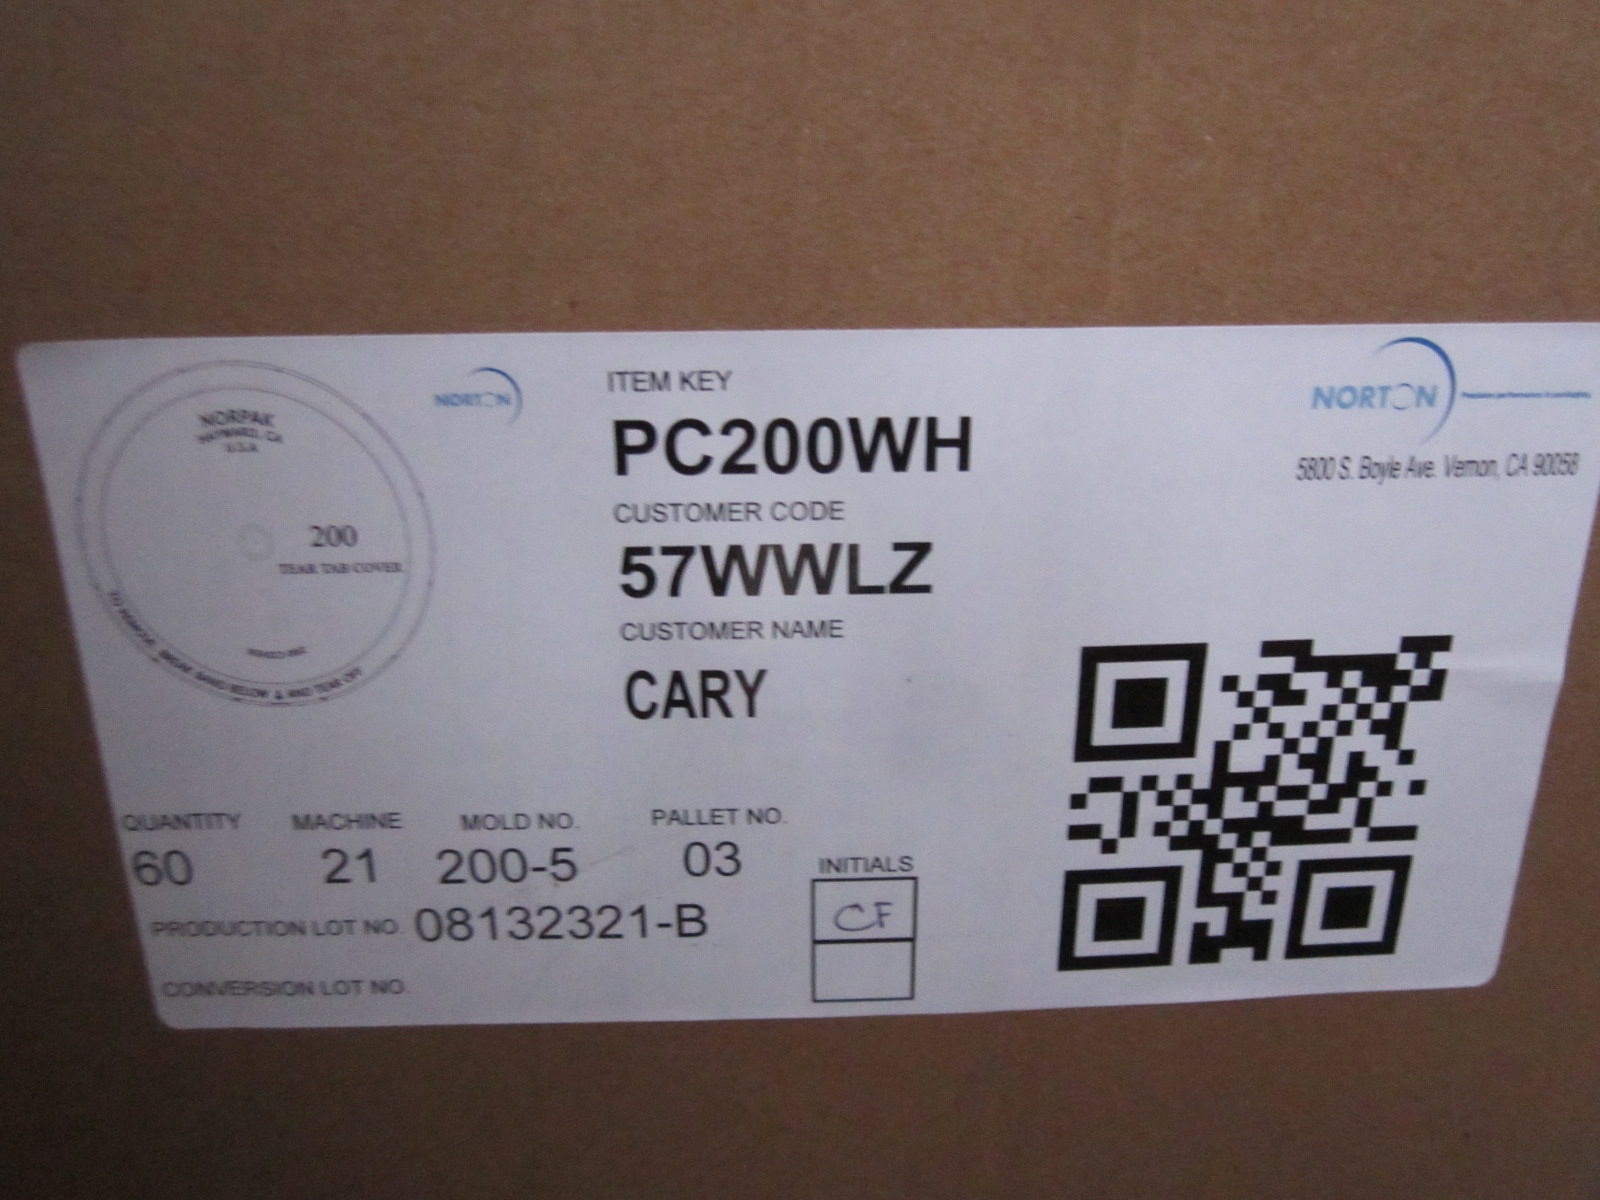 NORPAK
HAYWARD, CA
U.S.A.
200
TEAR TAB COVER
NORTON
ITEM KEY
PC200WH
CUSTOMER CODE
57WWLZ
CUSTOMER NAME
CARY
NORTON
5800 S. Boyle Ave. Vernon, CA 90058
QUANTITY MACHINE MOLD NO. PALLET NO.
60 21 200-5 03
PRODUCTION LOT NO. 08132321-B
CONVERSION LOT NO.
INITIALS
CF